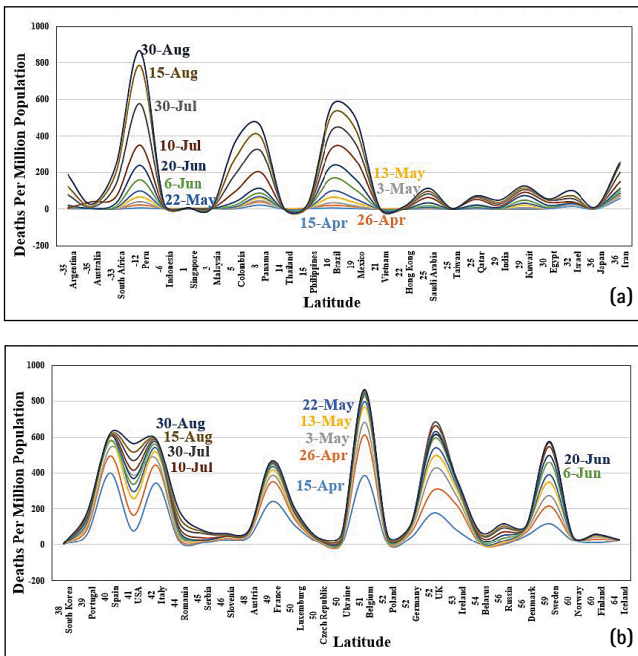 1000
800
600
400
200
0
-200
Deaths Per Million Population
30-Aug
15-Aug
30-Jul
10-Jul
20-Jun
6-Jun
22-May
15-Apr
13-May
3-May
26-Apr
-35 Argentina
-35 Australia
-33 South Africa
-12 Peru
-6 Indonesia
1 Singapore
3 Malaysia
5 Colombia
8 Panama
14 Thailand
15 Philippines
16 Brazil
19 Mexico
21 Vietnam
22 Hong Kong
25 Saudi Arabia
25 Taiwan
25 Qatar
29 India
29 Kuwait
30 Egypt
32 Israel
36 Japan
36 Iran
Latitude
(a)
1000
800
600
400
200
0
-200
Deaths Per Million Population
30-Aug
15-Aug
30-Jul
10-Jul
22-May
13-May
3-May
26-Apr
15-Apr
20-Jun
6-Jun
38 South Korea
39 Portugal
40 Spain
41 USA
42 Italy
44 Romania
45 Serbia
46 Slovenia
48 Austria
49 France
50 Luxemburg
50 Czech Republic
50 Ukraine
51 Belgium
52 Poland
52 Germany
52 UK
53 Ireland
54 Belarus
56 Russia
56 Denmark
59 Sweden
60 Norway
60 Finland
64 Iceland
Latitude
(b)